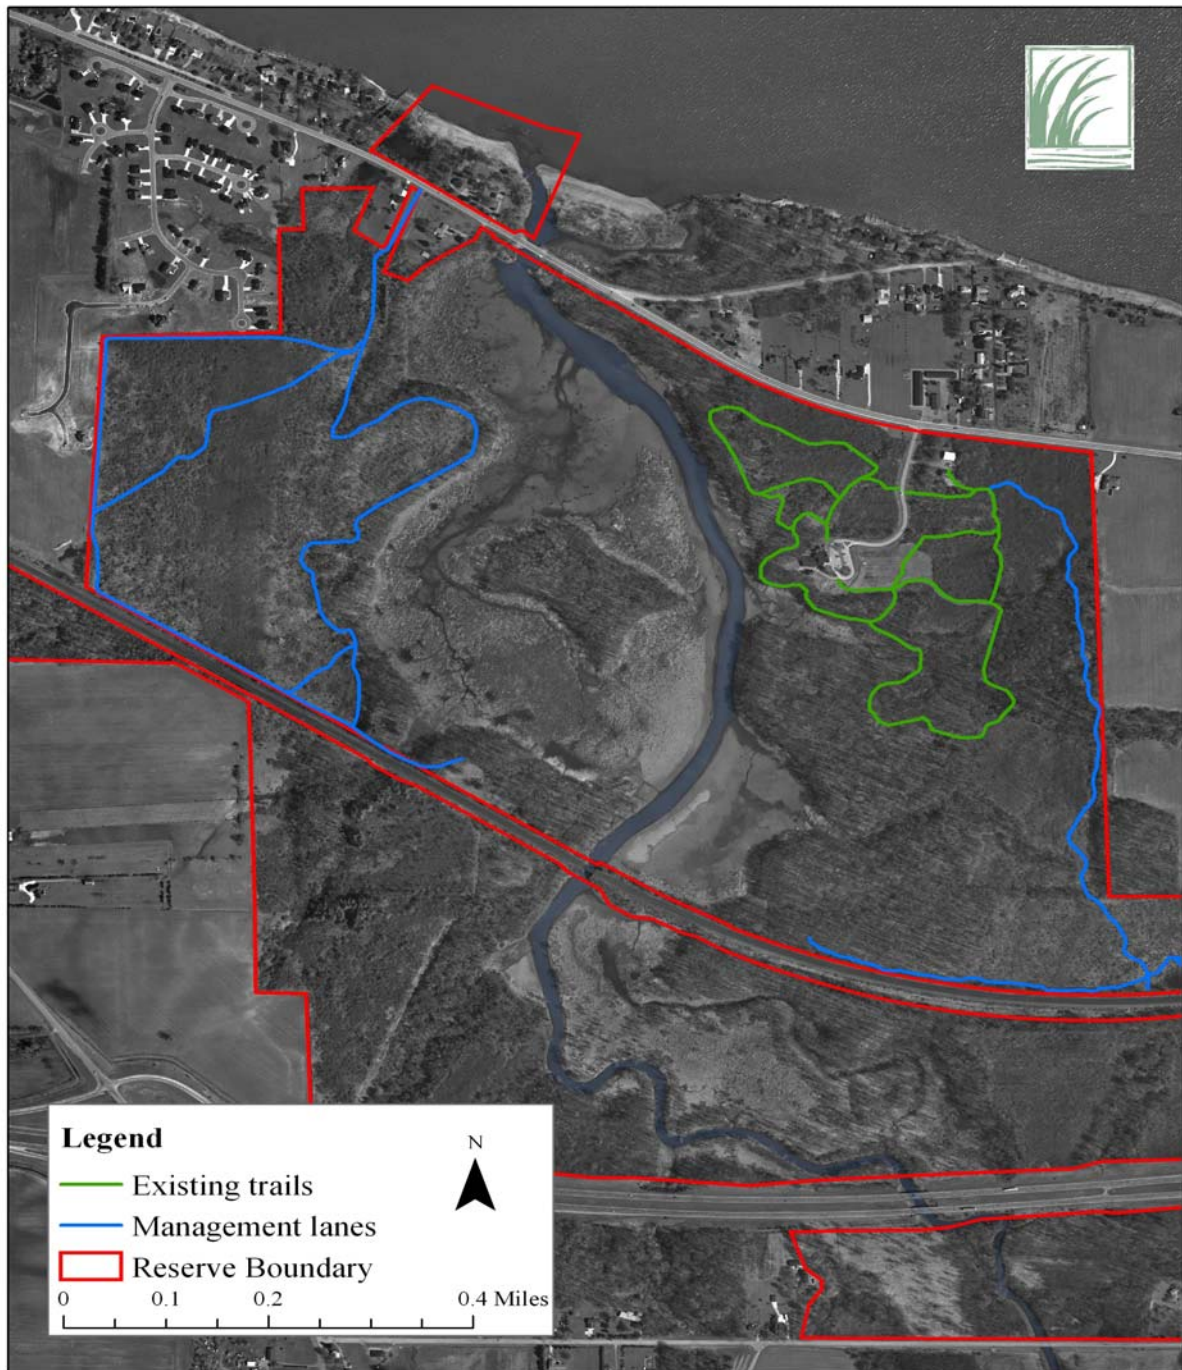 Legend
N
Existing trails
Management lanes
Reserve Boundary
0 0.1 0.2 0.4 Miles